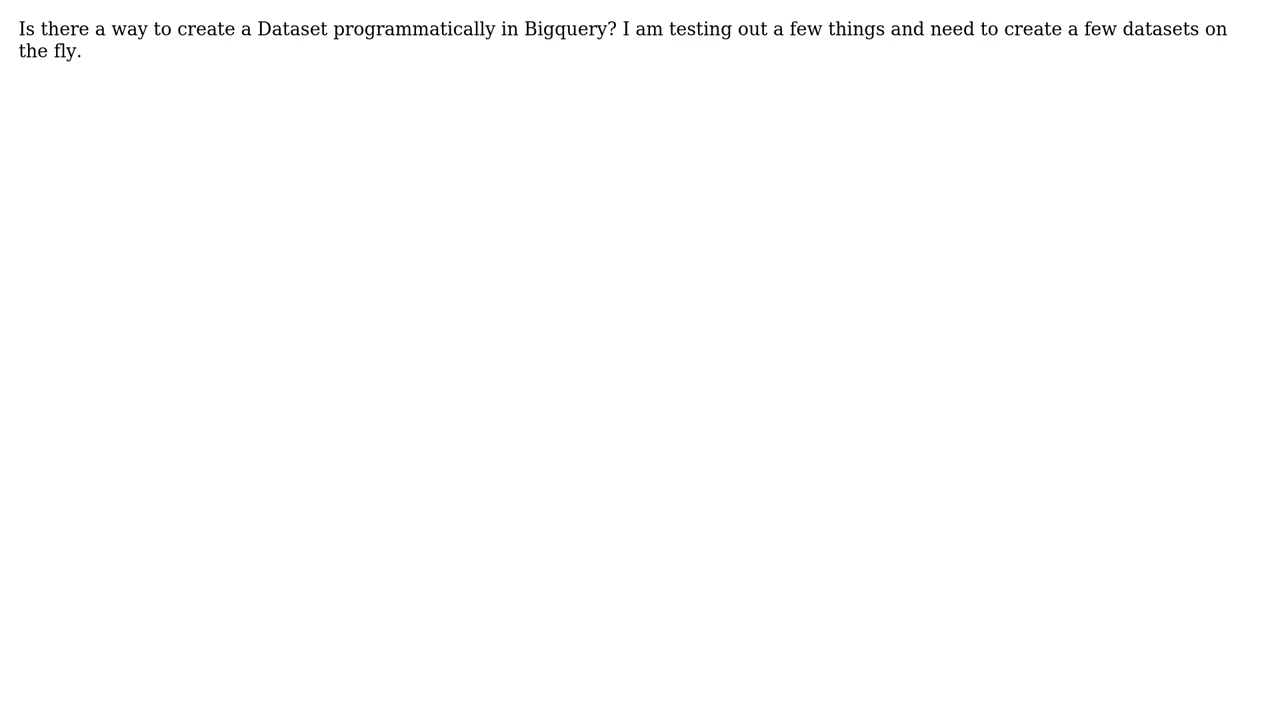 Is there a way to create a Dataset programmatically in Bigquery? I am testing out a few things and need to create a few datasets on
the fly.